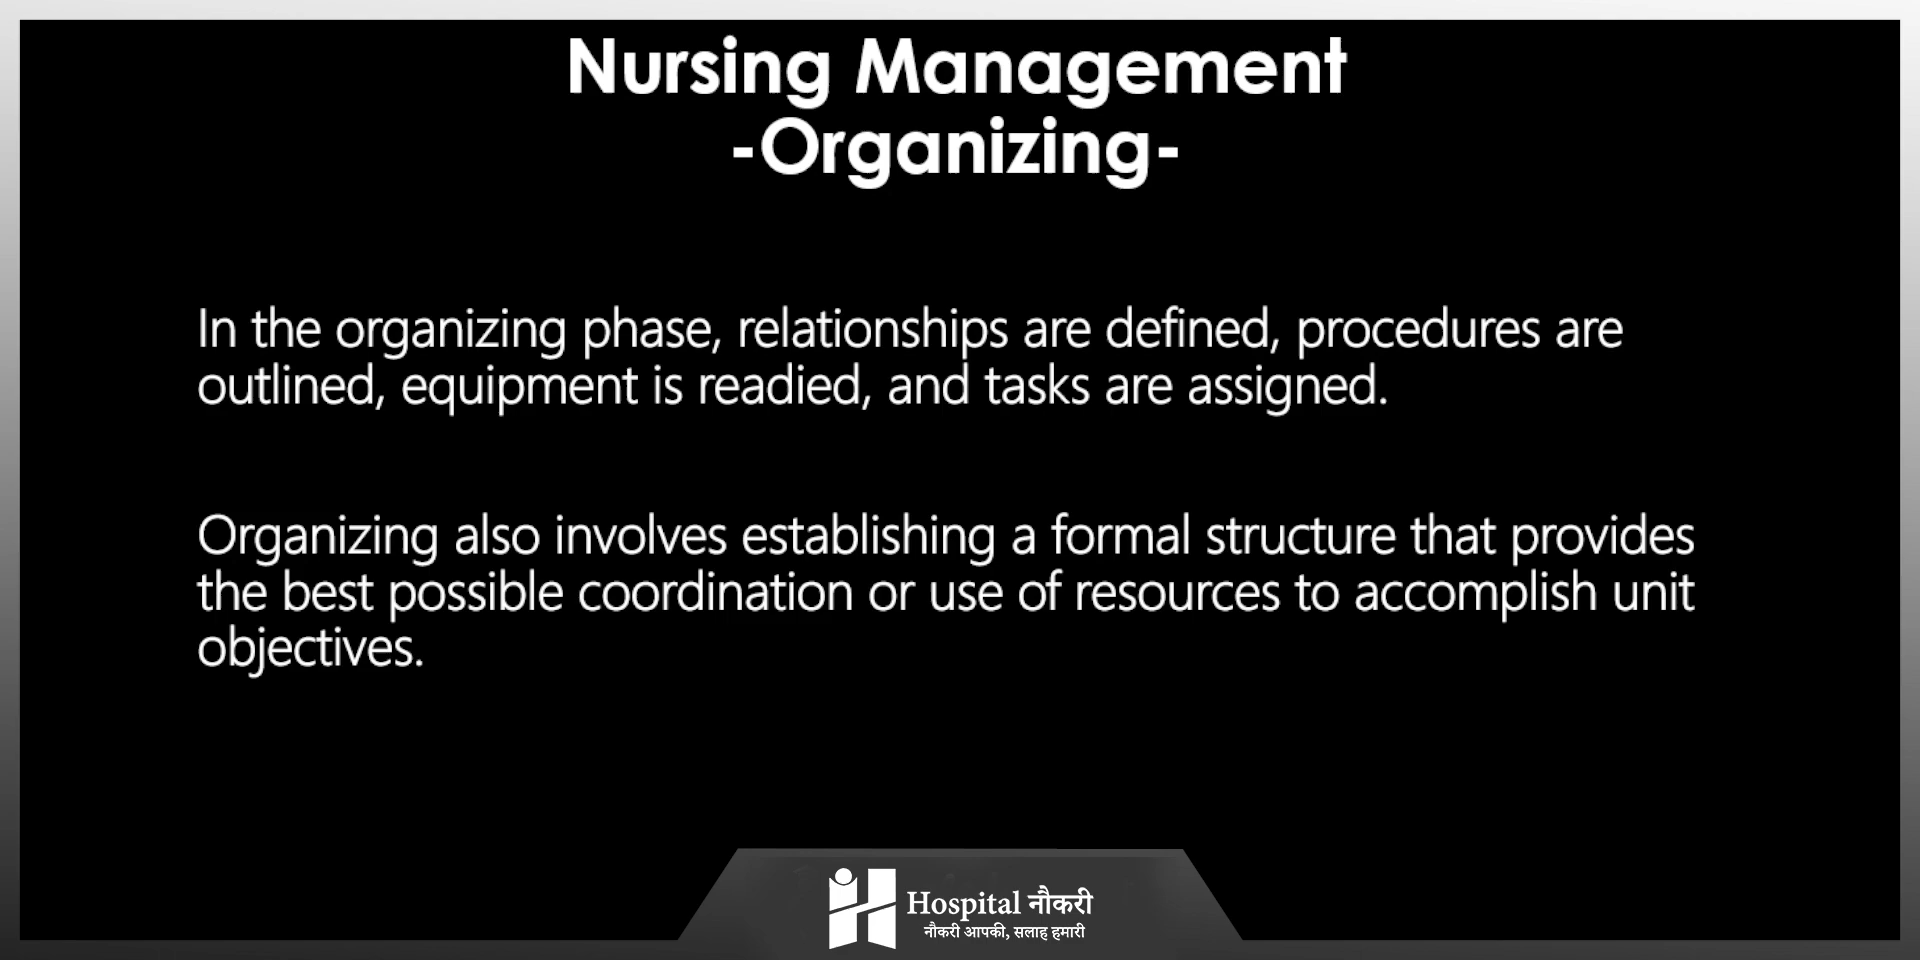 Nursing Management
-Organizing-
In the organizing phase, relationships are defined, procedures are
outlined, equipment is readied, and tasks are assigned.
Organizing also involves establishing a formal structure that provides
the best possible coordination or use of resources to accomplish unit
objectives.
Hospital नौकरी
नौकरी आपकी, सलाह हमारी